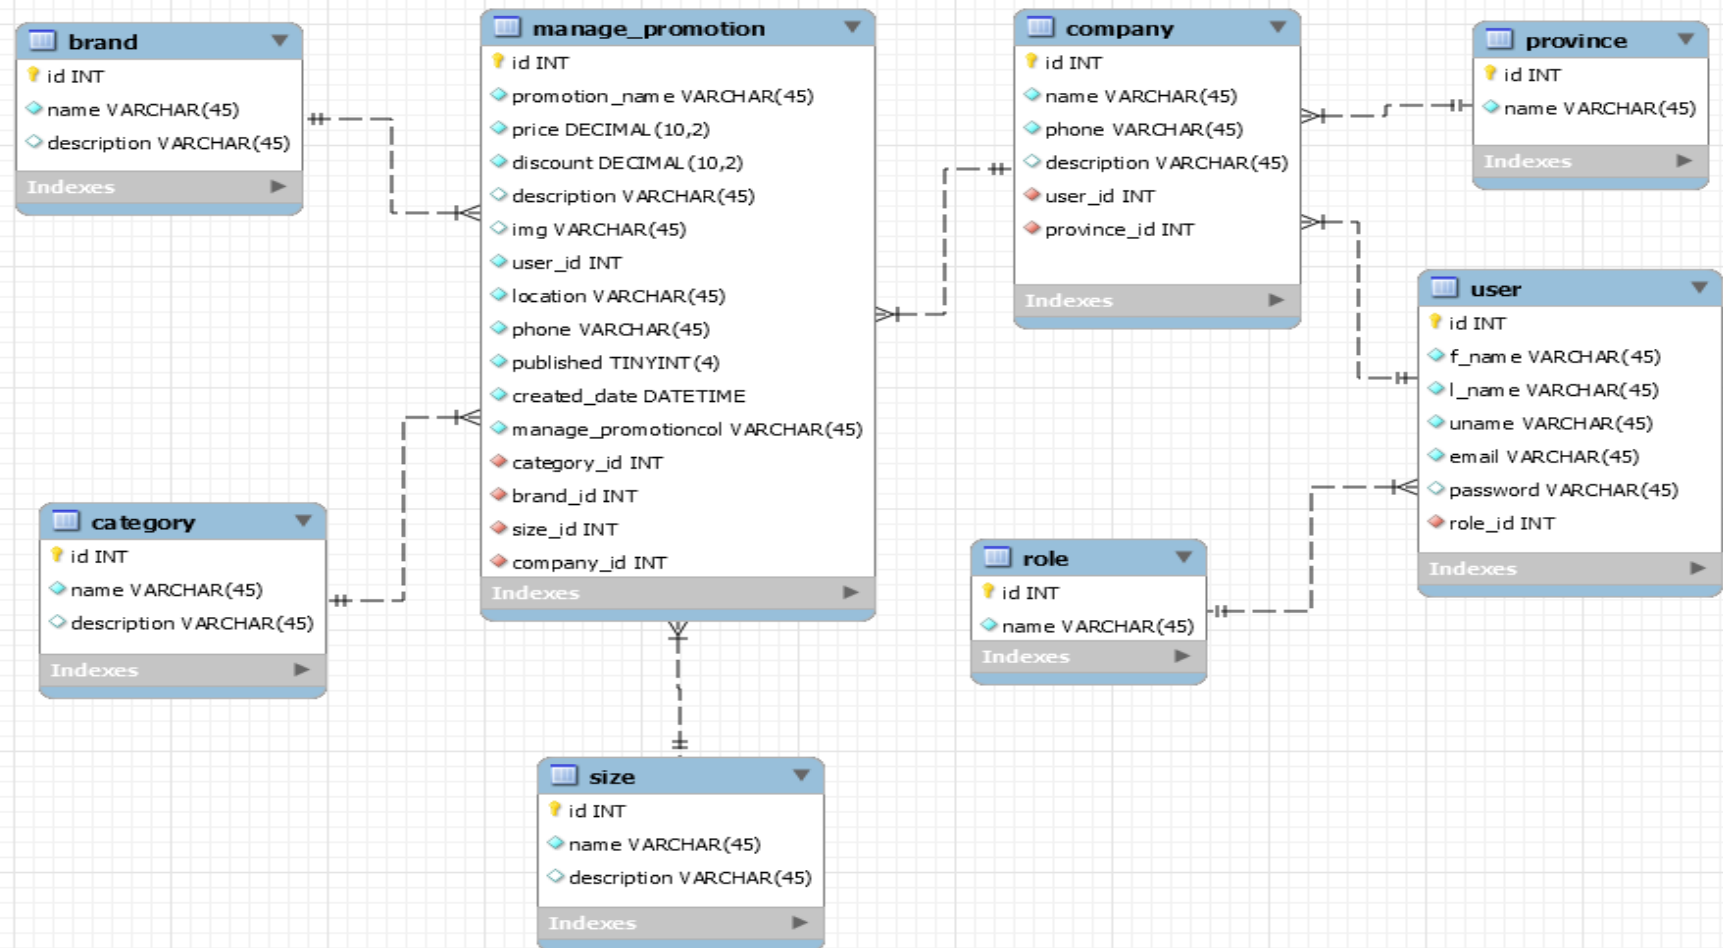 brand
id INT
name VARCHAR(45)
description VARCHAR(45)
Indexes
manage_promotion
id INT
promotion_name VARCHAR(45)
price DECIMAL(10,2)
discount DECIMAL(10,2)
description VARCHAR(45)
img VARCHAR(45)
user_id INT
location VARCHAR(45)
phone VARCHAR(45)
published TINYINT(4)
created_date DATETIME
manage_promotioncol VARCHAR(45)
category_id INT
brand_id INT
size_id INT
company_id INT
Indexes
company
id INT
name VARCHAR(45)
phone VARCHAR(45)
description VARCHAR(45)
user_id INT
province_id INT
Indexes
province
id INT
name VARCHAR(45)
Indexes
user
id INT
f_name VARCHAR(45)
l_name VARCHAR(45)
uname VARCHAR(45)
email VARCHAR(45)
password VARCHAR(45)
role_id INT
Indexes
category
id INT
name VARCHAR(45)
description VARCHAR(45)
Indexes
role
id INT
name VARCHAR(45)
Indexes
size
id INT
name VARCHAR(45)
description VARCHAR(45)
Indexes